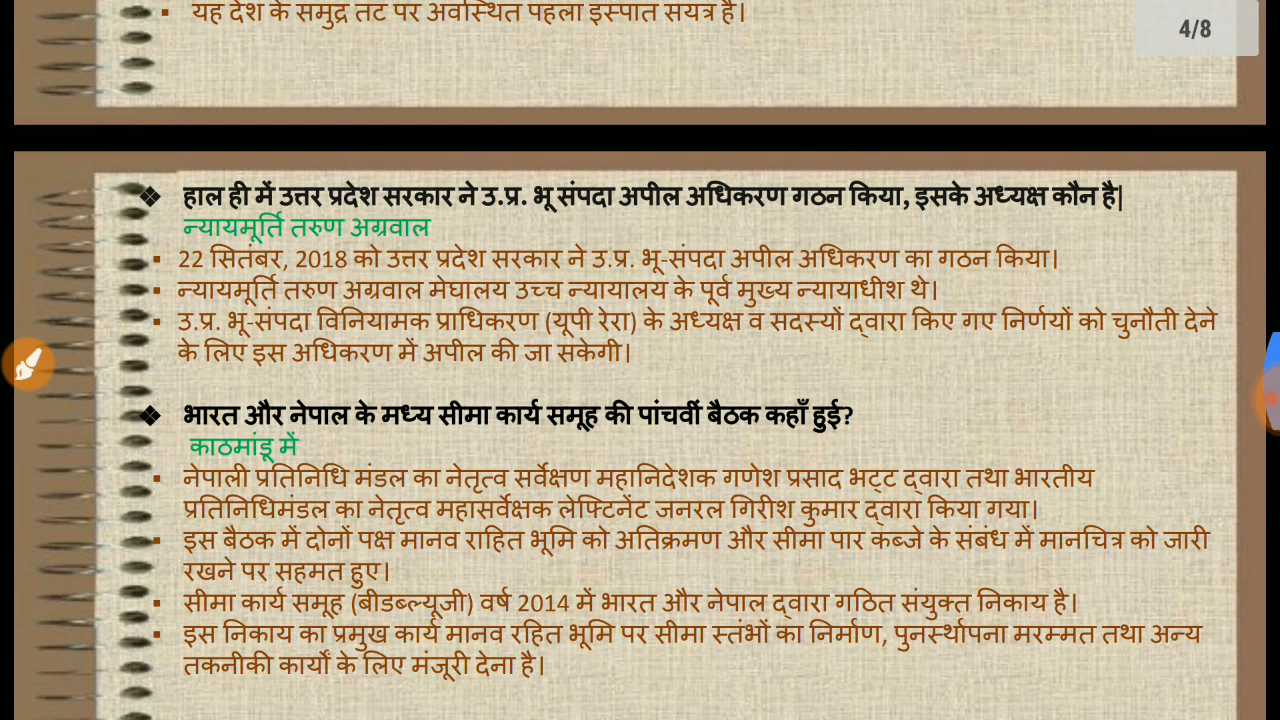 यह देश के समुद्र तट पर अवस्थित पहला इस्पात सयंत्र है।
4/8
❖ हाल ही में उत्तर प्रदेश सरकार ने उ.प्र. भू संपदा अपील अधिकरण गठन किया, इसके अध्यक्ष कौन है|
न्यायमूर्ति तरुण अग्रवाल
▪ 22 सितंबर, 2018 को उत्तर प्रदेश सरकार ने उ.प्र. भू-संपदा अपील अधिकरण का गठन किया।
▪ न्यायमूर्ति तरुण अग्रवाल मेघालय उच्च न्यायालय के पूर्व मुख्य न्यायाधीश थे।
▪ उ.प्र. भू-संपदा विनियामक प्राधिकरण (यूपी रेरा) के अध्यक्ष व सदस्यों द्वारा किए गए निर्णयों को चुनौती देने
के लिए इस अधिकरण में अपील की जा सकेगी।
❖ भारत और नेपाल के मध्य सीमा कार्य समूह की पांचवीं बैठक कहाँ हुई?
काठमांडू में
▪ नेपाली प्रतिनिधि मंडल का नेतृत्व सर्वेक्षण महानिदेशक गणेश प्रसाद भट्ट द्वारा तथा भारतीय
प्रतिनिधिमंडल का नेतृत्व महासर्वेक्षक लेफ्टिनेंट जनरल गिरीश कुमार द्वारा किया गया।
▪ इस बैठक में दोनों पक्ष मानव राहित भूमि को अतिक्रमण और सीमा पार कब्जे के संबंध में मानचित्र को जारी
रखने पर सहमत हुए।
▪ सीमा कार्य समूह (बीडब्ल्यूजी) वर्ष 2014 में भारत और नेपाल द्वारा गठित संयुक्त निकाय है।
▪ इस निकाय का प्रमुख कार्य मानव रहित भूमि पर सीमा स्तंभों का निर्माण, पुनर्स्थापना मरम्मत तथा अन्य
तकनीकी कार्यों के लिए मंजूरी देना है।